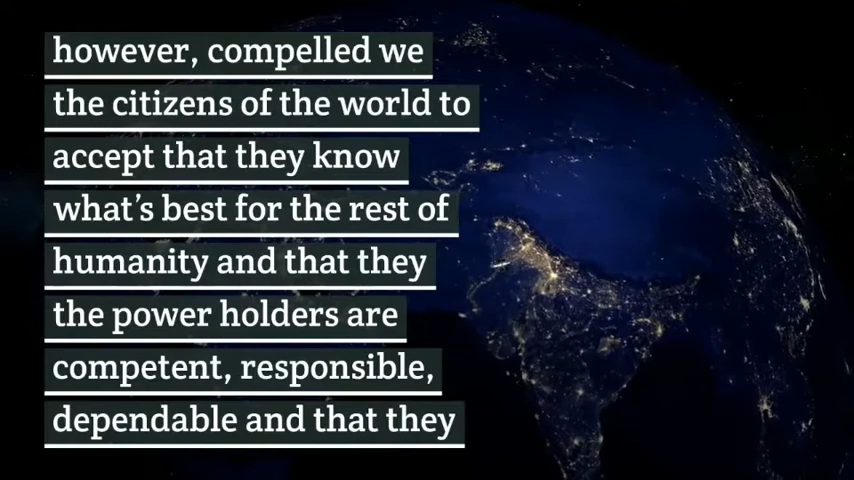 however, compelled we
the citizens of the world to
accept that they know
what’s best for the rest of
humanity and that they
the power holders are
competent, responsible,
dependable and that they